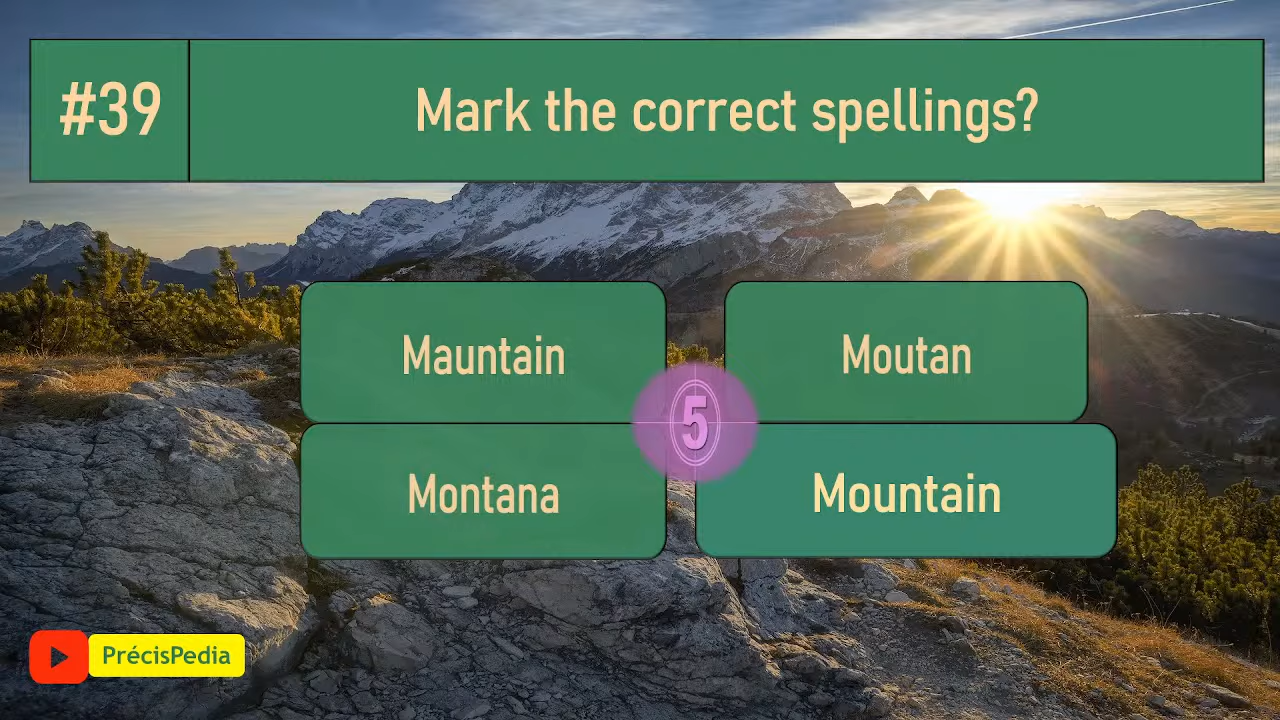 #39
Mark the correct spellings?
Mauntain
Moutan
5
Montana
Mountain
PrécisPedia